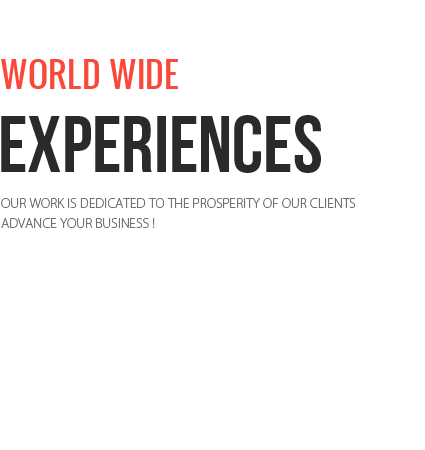 WORLD WIDE
EXPERIENCES
OUR WORK IS DEDICATED TO THE PROSPERITY OF OUR CLIENTS
ADVANCE YOUR BUSINESS !